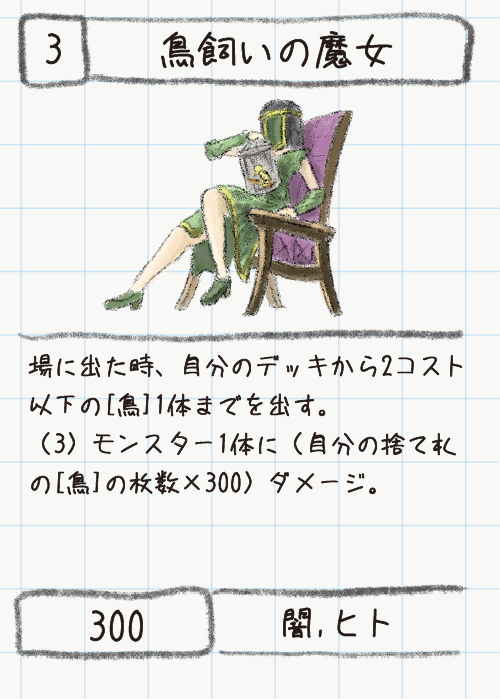 3
鳥飼いの魔女
場に出た時、自分のデッキから2コスト
以下の[鳥]1体までを出す。
（3）モンスター1体に（自分の捨て札
の[鳥]の枚数×300）ダメージ。
300
闇,ヒト